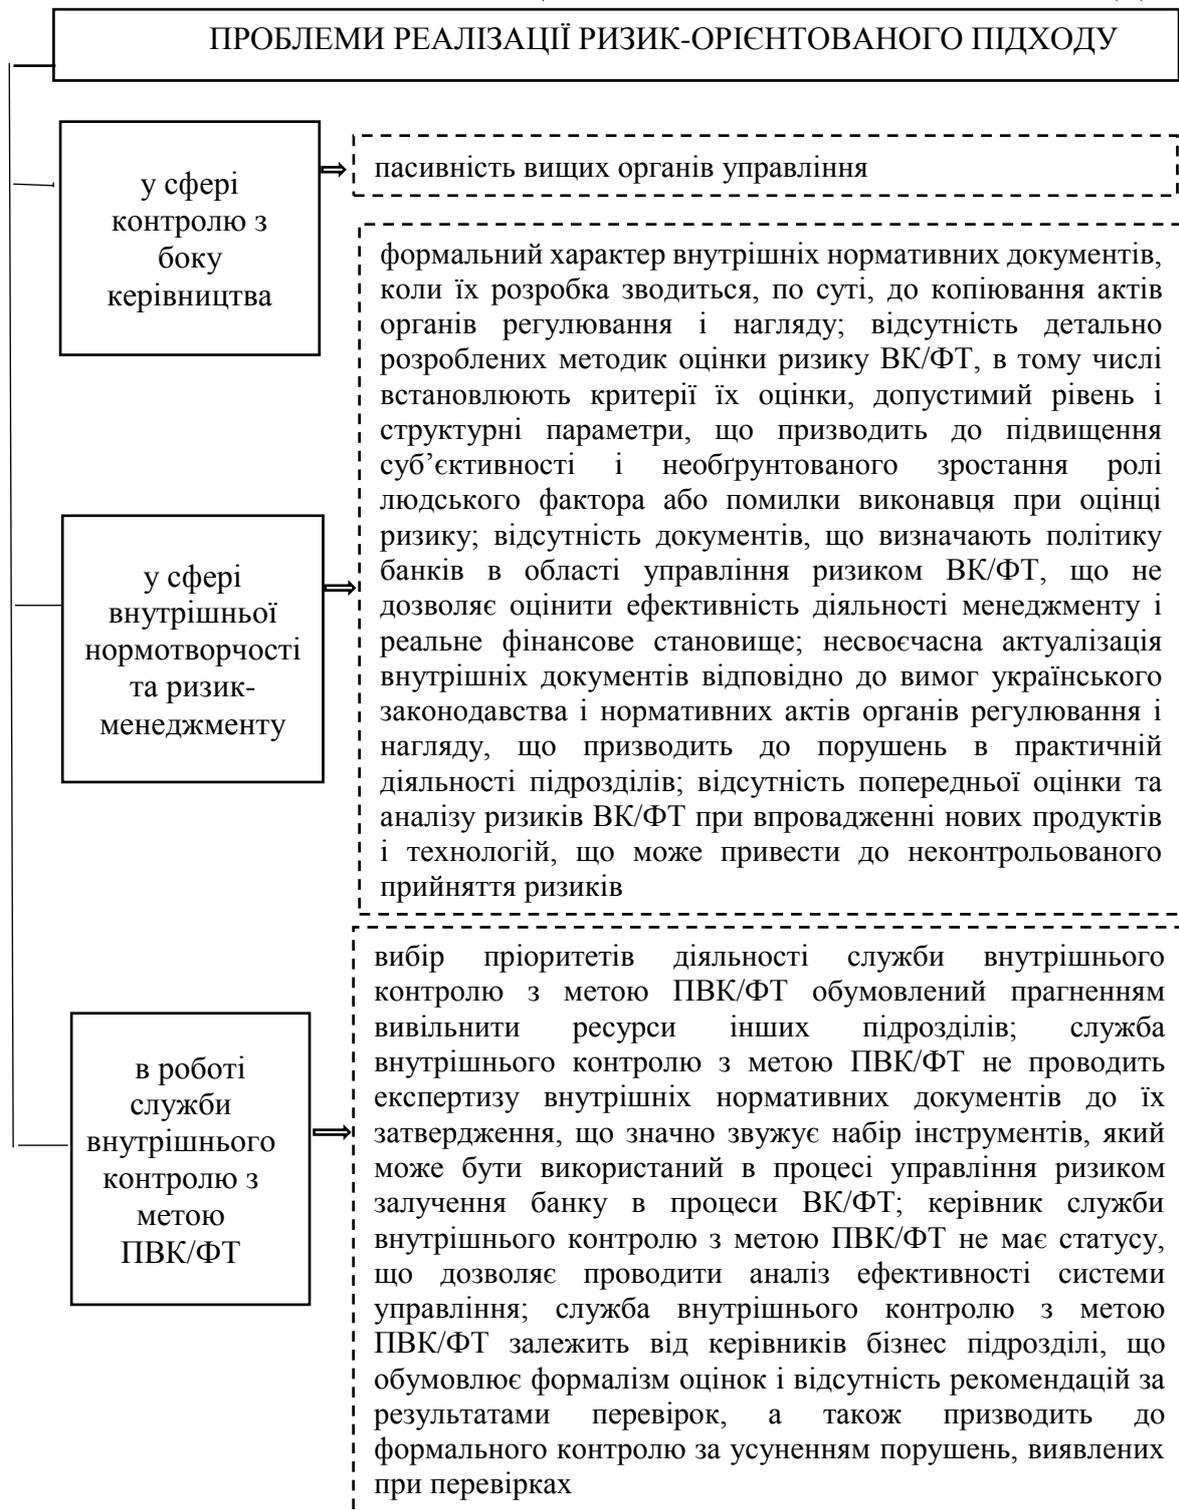 ПРОБЛЕМИ РЕАЛІЗАЦІЇ РИЗИК-ОРІЄНТОВАНОГО ПІДХОДУ
у сфері
контролю з
боку
керівництва
пасивність вищих органів управління
у сфері
внутрішньої
нормотворчості
та ризик-
менеджменту
формальний характер внутрішніх нормативних документів,
коли їх розробка зводиться, по суті, до копіювання актів
органів регулювання і нагляду; відсутність детально
розроблених методик оцінки ризику ВК/ФТ, в тому числі
встановлюють критерії їх оцінки, допустимий рівень і
структурні параметри, що призводить до підвищення
суб’єктивності і необґрунтованого зростання ролі
людського фактора або помилки виконавця при оцінці
ризику; відсутність документів, що визначають політику
банків в області управління ризиком ВК/ФТ, що не
дозволяє оцінити ефективність діяльності менеджменту і
реальне фінансове становище; несвоєчасна актуалізація
внутрішніх документів відповідно до вимог українського
законодавства і нормативних актів органів регулювання і
нагляду, що призводить до порушень в практичній
діяльності підрозділів; відсутність попередньої оцінки та
аналізу ризиків ВК/ФТ при впровадженні нових продуктів
і технологій, що може привести до неконтрольованого
прийняття ризиків
в роботі
служби
внутрішнього
контролю з
метою
ПВК/ФТ
вибір пріоритетів діяльності служби внутрішнього
контролю з метою ПВК/ФТ обумовлений прагненням
вивільнити ресурси інших підрозділів; служба
внутрішнього контролю з метою ПВК/ФТ не проводить
експертизу внутрішніх нормативних документів до їх
затвердження, що значно звужує набір інструментів, який
може бути використаний в процесі управління ризиком
залучення банку в процеси ВК/ФТ; керівник служби
внутрішнього контролю з метою ПВК/ФТ не має статусу,
що дозволяє проводити аналіз ефективності системи
управління; служба внутрішнього контролю з метою
ПВК/ФТ залежить від керівників бізнес підрозділі, що
обумовлює формалізм оцінок і відсутність рекомендацій за
результатами перевірок, а також призводить до
формального контролю за усуненням порушень, виявлених
при перевірках